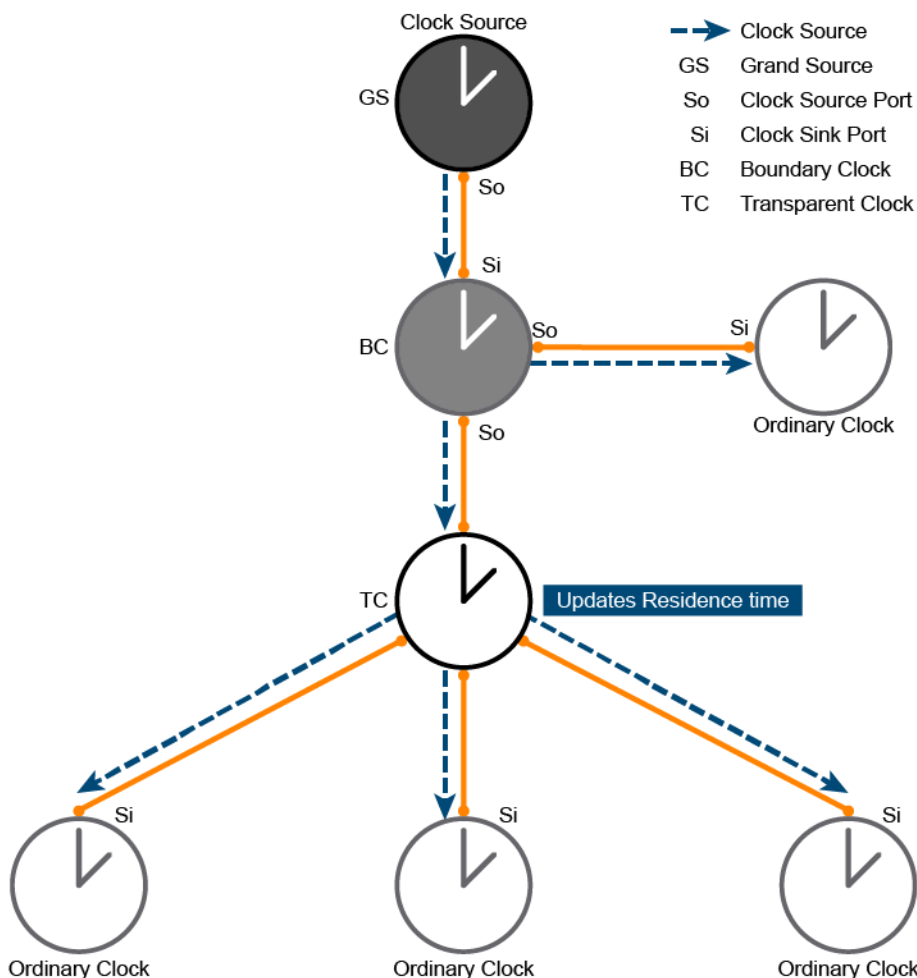 Clock Source
GS
Clock Source
GS Grand Source
So Clock Source Port
Si Clock Sink Port
BC Boundary Clock
TC Transparent Clock
So
Si
BC
So
Si
Ordinary Clock
So
TC
Updates Residence time
Si
Si
Si
Ordinary Clock
Ordinary Clock
Ordinary Clock